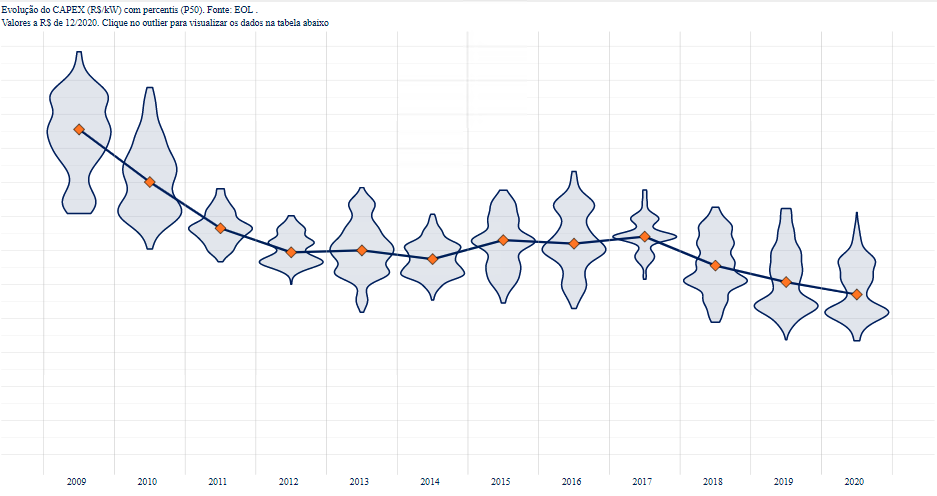 Evolução do CAPEX (R$/kW) com percentis (P50). Fonte: EOL .
Valores a R$ de 12/2020. Clique no outlier para visualizar os dados na tabela abaixo
2009 2010 2011 2012 2013 2014 2015 2016 2017 2018 2019 2020